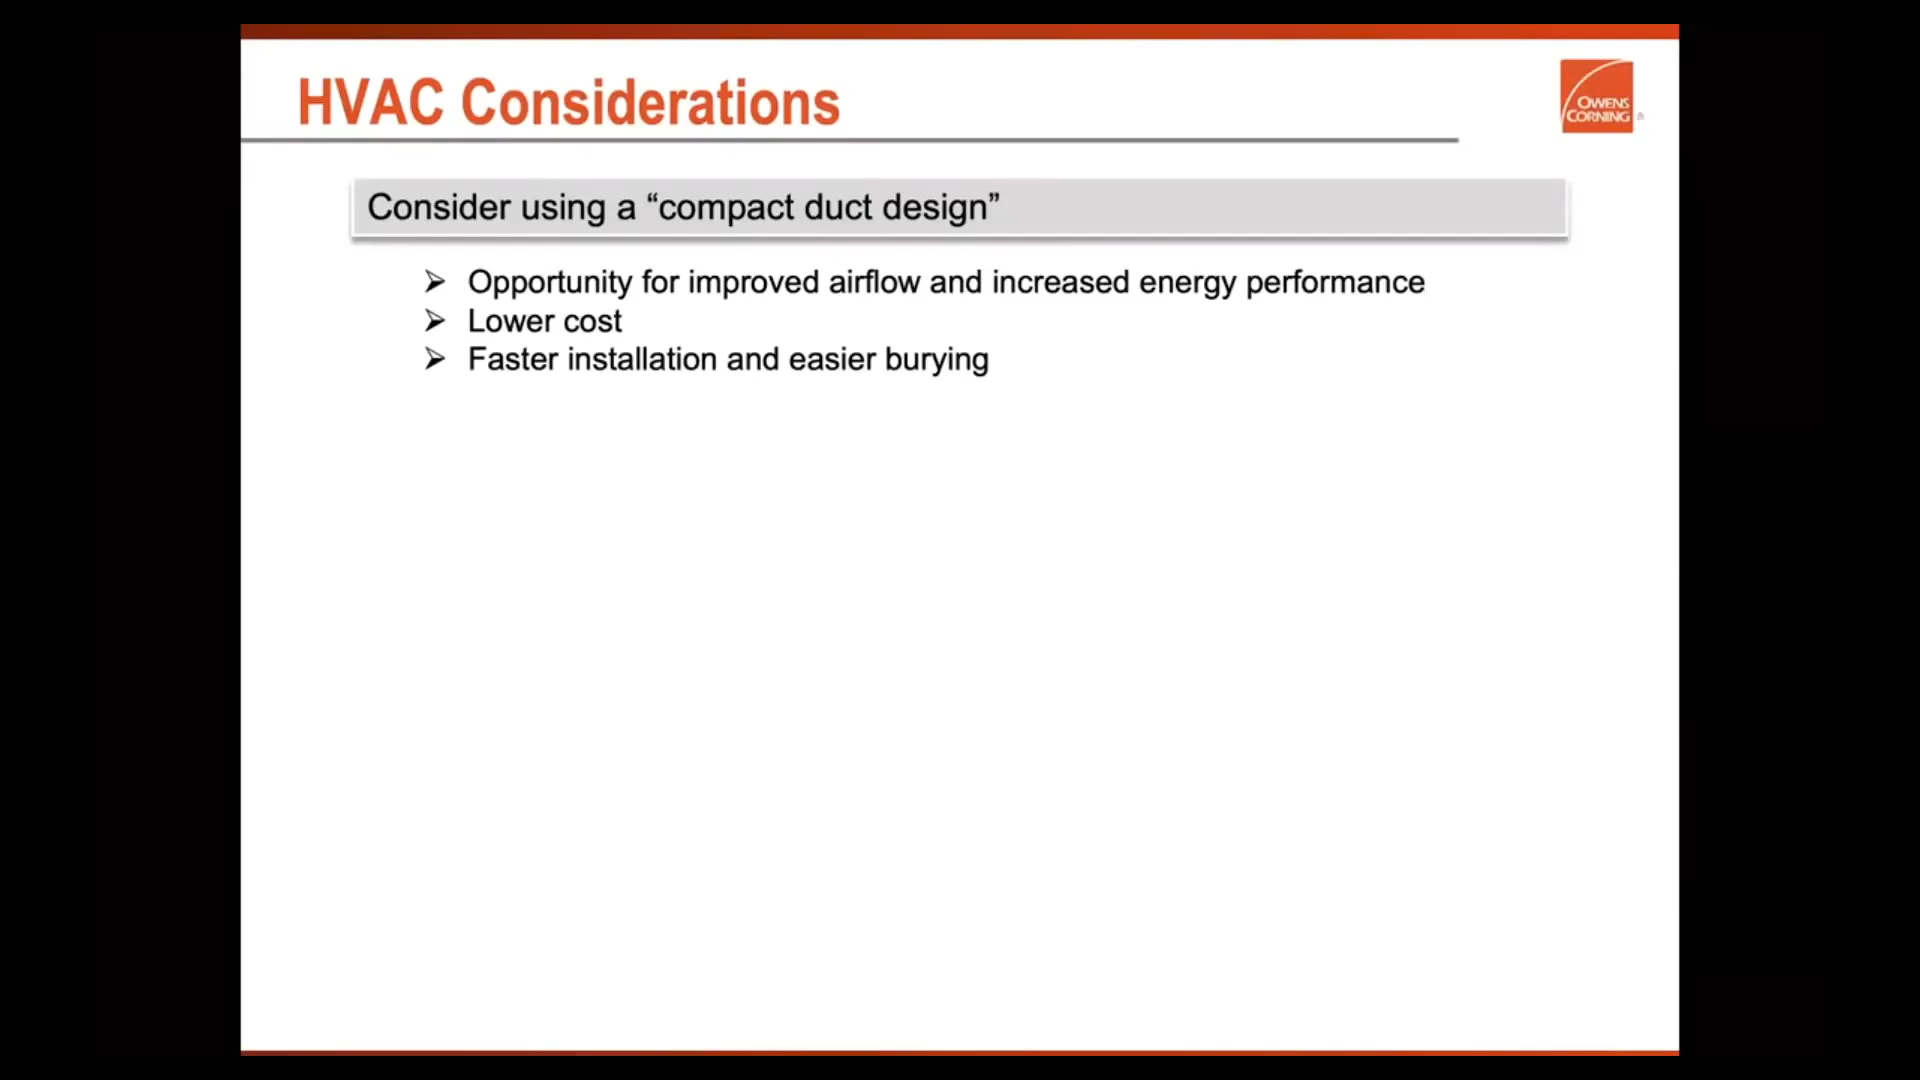 HVAC Considerations
OWENS
CORNING
®
Consider using a “compact duct design”
➢ Opportunity for improved airflow and increased energy performance
➢ Lower cost
➢ Faster installation and easier burying